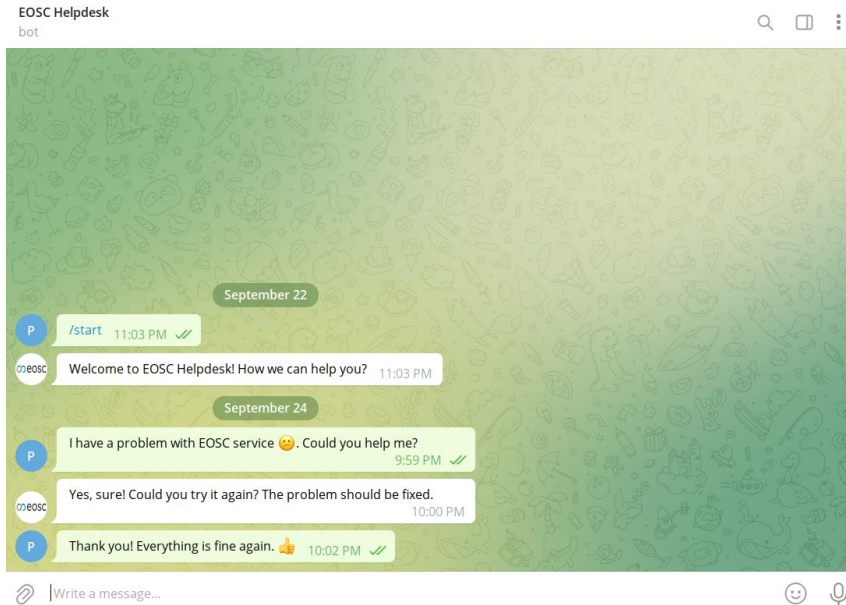 EOSC Helpdesk
bot
September 22
P
/start 11:03 PM
eosc
Welcome to EOSC Helpdesk! How we can help you? 11:03 PM
September 24
P
I have a problem with EOSC service 😕. Could you help me?
9:59 PM
eosc
Yes, sure! Could you try it again? The problem should be fixed.
10:00 PM
P
Thank you! Everything is fine again. 👍 10:02 PM
Write a message...